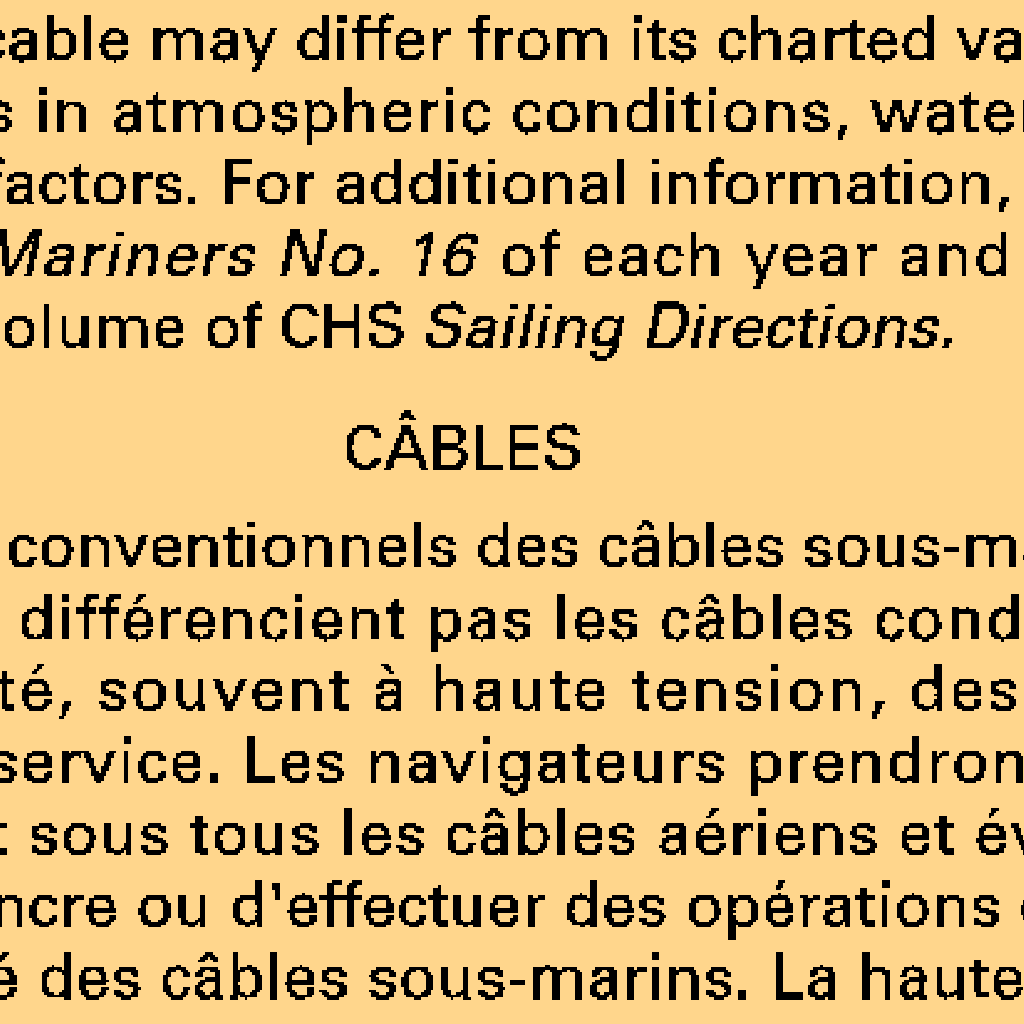 cable may differ from its charted va
s in atmospheric conditions, water
factors. For additional information,
Mariners No. 16 of each year and
olume of CHS Sailing Directions.
CÂBLES
conventionnels des câbles sous-ma
différencient pas les câbles cond
té, souvent à haute tension, des
service. Les navigateurs prendron
t sous tous les câbles aériens et év
ncre ou d'effectuer des opérations
é des câbles sous-marins. La haute